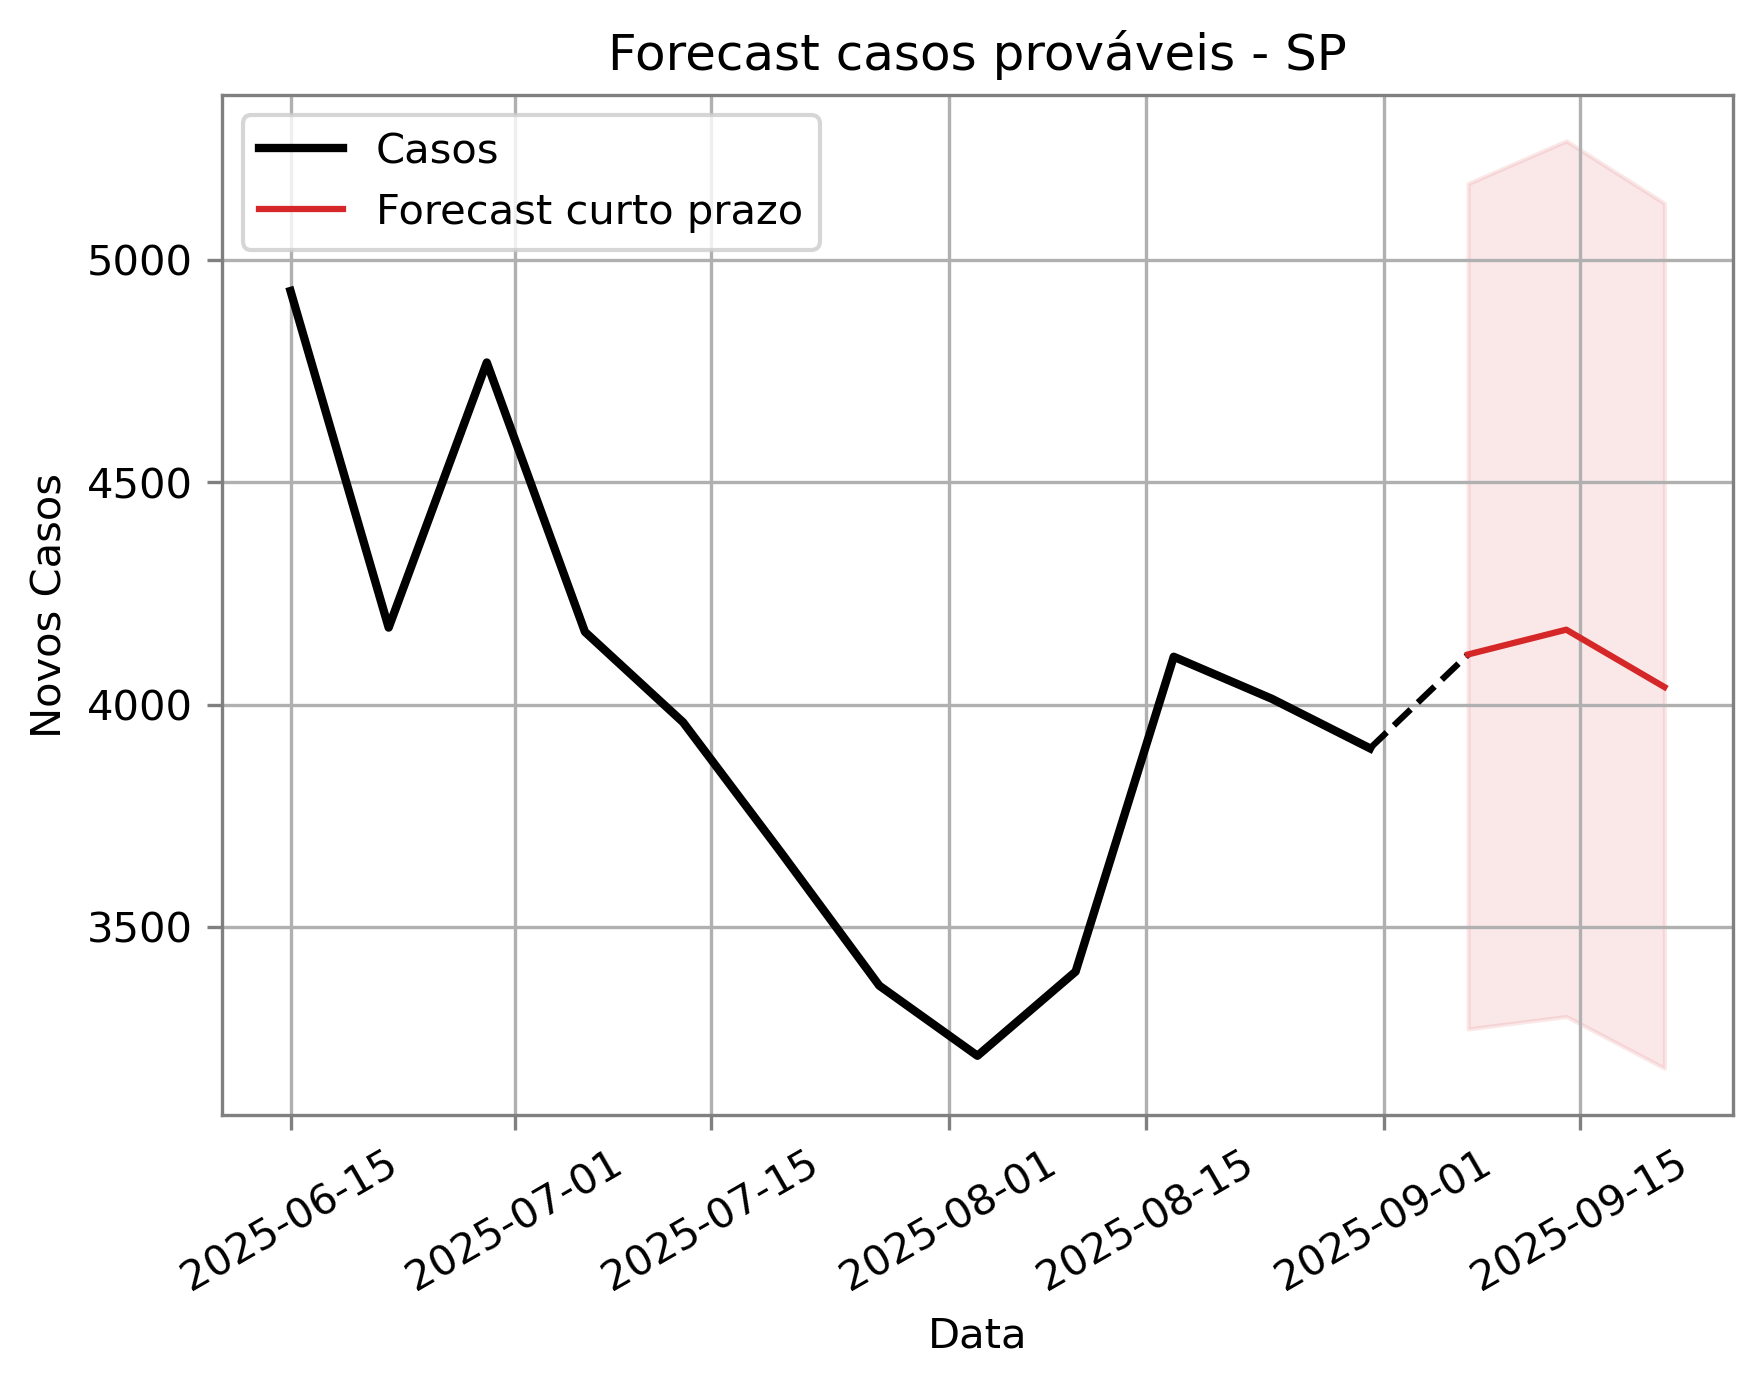 Forecast casos prováveis - SP
Casos
Forecast curto prazo
Novos Casos
5000
4500
4000
3500
2025-06-15
2025-07-01
2025-07-15
2025-08-01
2025-08-15
2025-09-01
2025-09-15
Data